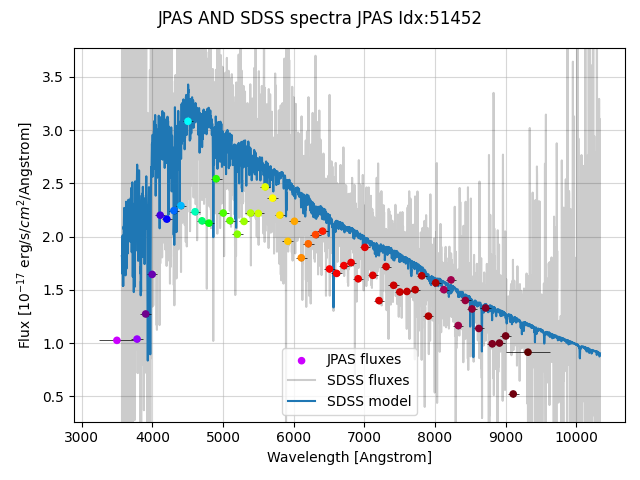 JPAS AND SDSS spectra JPAS Idx:51452
Flux [10⁻¹⁷ erg/s/cm²/Angstrom]
3.5
3.0
2.5
2.0
1.5
1.0
0.5
JPAS fluxes
SDSS fluxes
SDSS model
3000 4000 5000 6000 7000 8000 9000 10000
Wavelength [Angstrom]